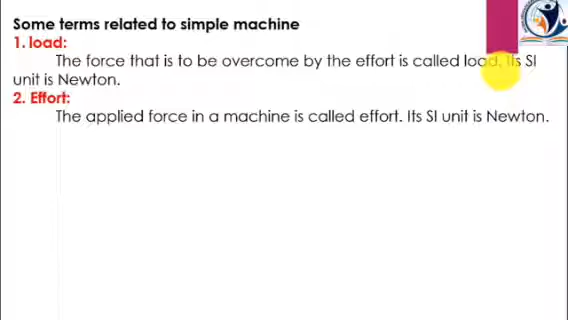 Some terms related to simple machine
1. load:
The force that is to be overcome by the effort is called load. Its SI
unit is Newton.
2. Effort:
The applied force in a machine is called effort. Its SI unit is Newton.